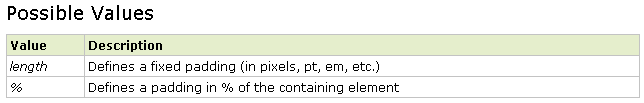 Possible Values
Value Description
length Defines a fixed padding (in pixels, pt, em, etc.)
% Defines a padding in % of the containing element